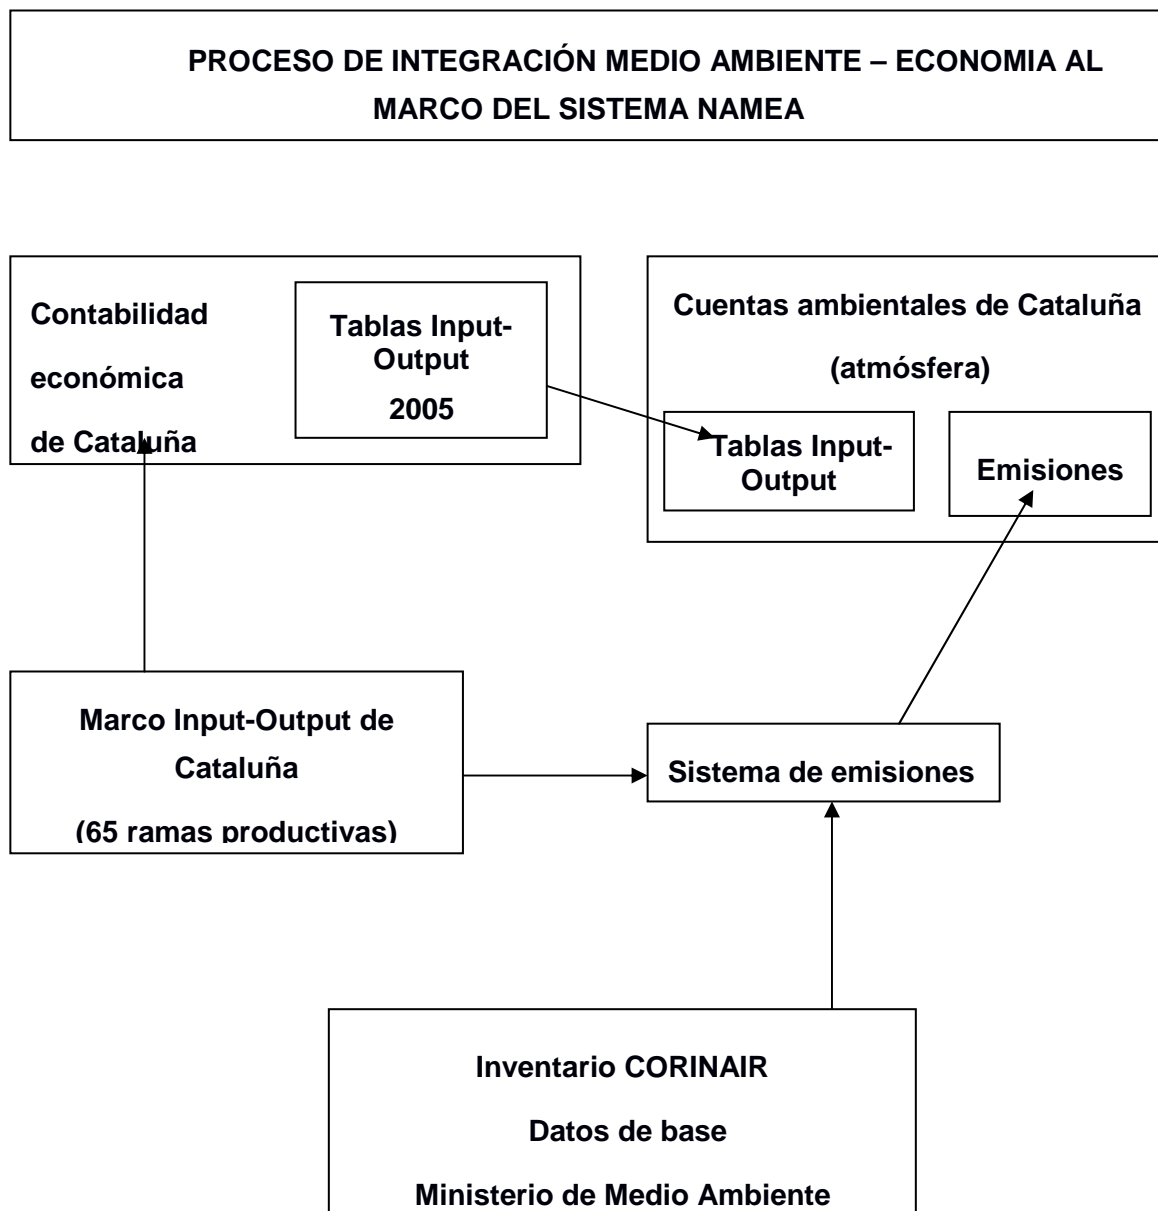 PROCESO DE INTEGRACIÓN MEDIO AMBIENTE – ECONOMIA AL
MARCO DEL SISTEMA NAMEA
Contabilidad
económica
de Cataluña
Tablas Input-
Output
2005
Cuentas ambientales de Cataluña
(atmósfera)
Tablas Input-
Output
Emisiones
Marco Input-Output de
Cataluña
(65 ramas productivas)
Sistema de emisiones
Inventario CORINAIR
Datos de base
Ministerio de Medio Ambiente